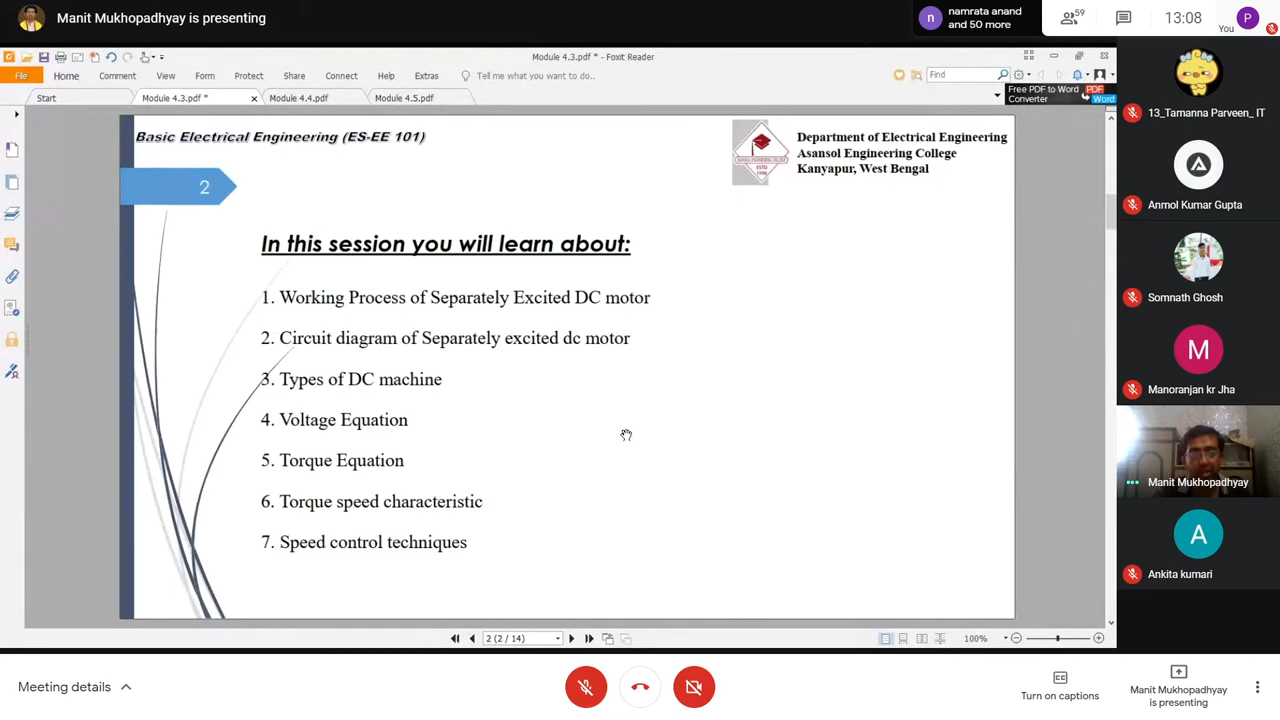 Manit Mukhopadhyay is presenting
n
namrata anand
and 50 more
59
13:08
You
P
Module 4.3.pdf * - Foxit Reader
File
Home
Comment
View
Form
Protect
Share
Connect
Help
Extras
Tell me what you want to do..
Find
Start
Module 4.3.pdf *
Module 4.4.pdf
Module 4.5.pdf
Free PDF to Word
Converter
PDF
Word
Basic Electrical Engineering (ES-EE 101)
Department of Electrical Engineering
Asansol Engineering College
Kanyapur, West Bengal
2
In this session you will learn about:
1. Working Process of Separately Excited DC motor
2. Circuit diagram of Separately excited dc motor
3. Types of DC machine
4. Voltage Equation
5. Torque Equation
6. Torque speed characteristic
7. Speed control techniques
2 (2 / 14)
100%
13_Tamanna Parveen_ IT
Anmol Kumar Gupta
Somnath Ghosh
M
Manoranjan kr Jha
Manit Mukhopadhyay
A
Ankita kumari
Meeting details
Turn on captions
Manit Mukhopadhyay
is presenting